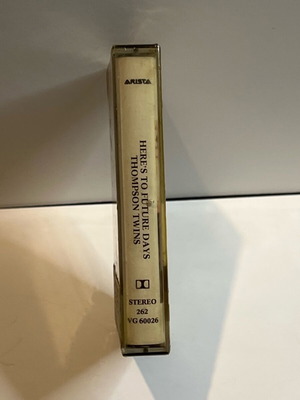 ARISTA
HERE'S TO FUTURE DAYS
THOMPSON TWINS
STEREO
262
VG 60026